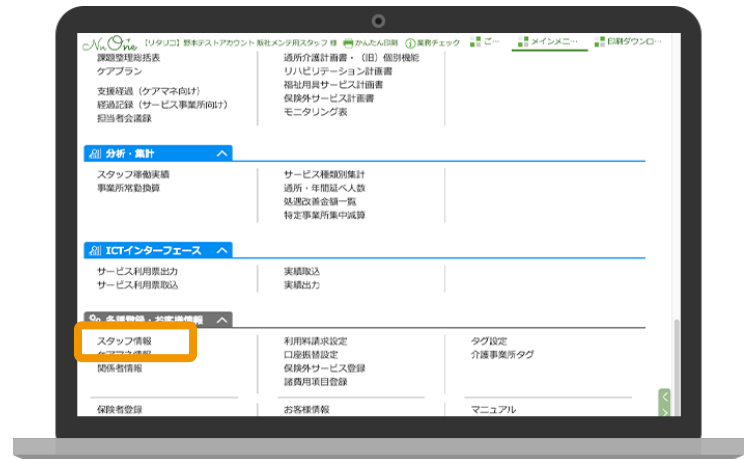 NuOne 【リタリコ】野本テストアカウント 販社メンテ用スタッフ 様 かんたん印刷 業務チェック ご… メインメニ… 印刷ダウンロ…
課題整理総括表 通所介護計画書・（旧）個別機能
ケアプラン リハビリテーション計画書
福祉用具サービス計画書
支援経過（ケアマネ向け） 保険外サービス計画書
経過記録（サービス事業所向け） モニタリング表
担当者会議録
分析・集計
スタッフ稼働実績 サービス種類別集計
事業所常勤換算 通所・年間延べ人数
処遇改善金額一覧
特定事業所集中減算
ICTインターフェース
サービス利用票出力 実績取込
サービス利用票取込 実績出力
各種登録・お客様情報
スタッフ情報 利用料請求設定 タグ設定
ケアマネ情報 口座振替設定 介護事業所タグ
関係者情報 保険外サービス登録
諸費用項目登録
保険者登録 お客様情報 マニュアル